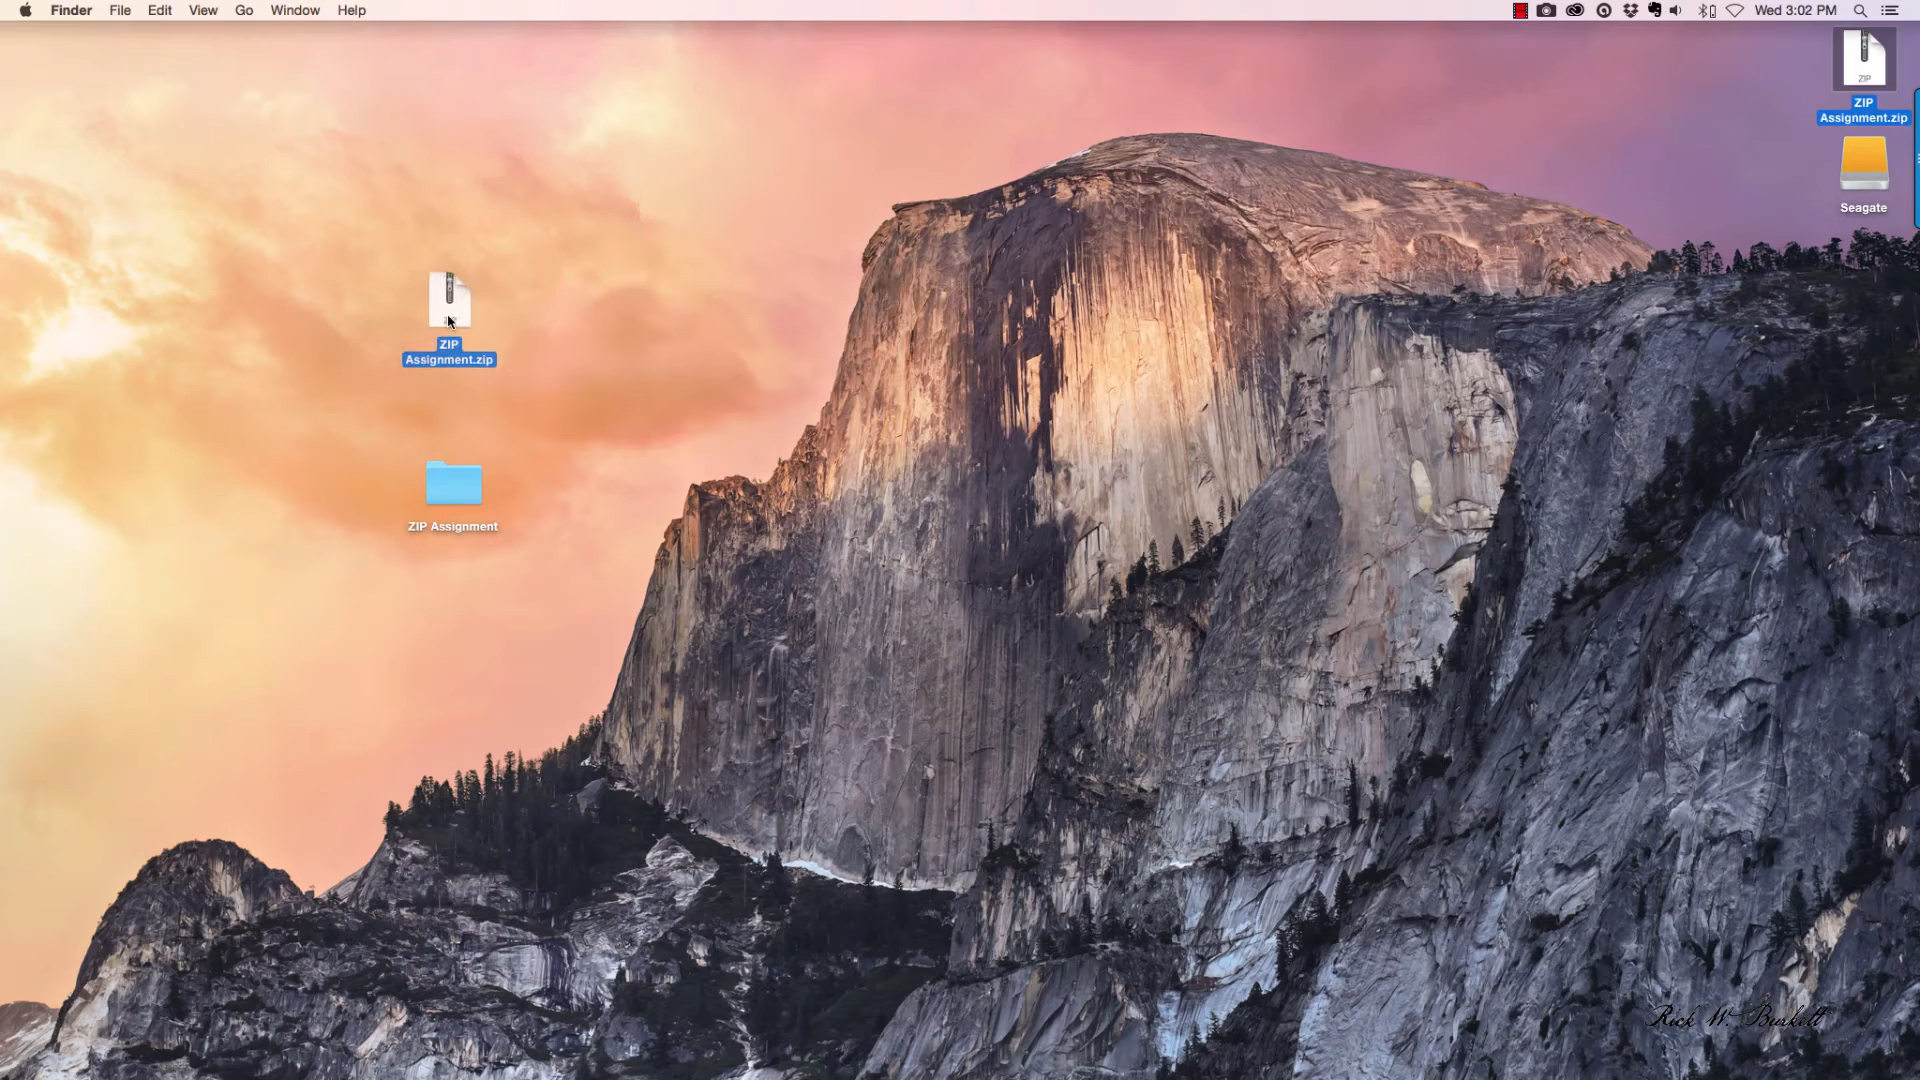 Finder File Edit View Go Window Help
Wed 3:02 PM
ZIP
ZIP
Assignment.zip
Seagate
ZIP
Assignment.zip
ZIP Assignment
Rick W. Burkett